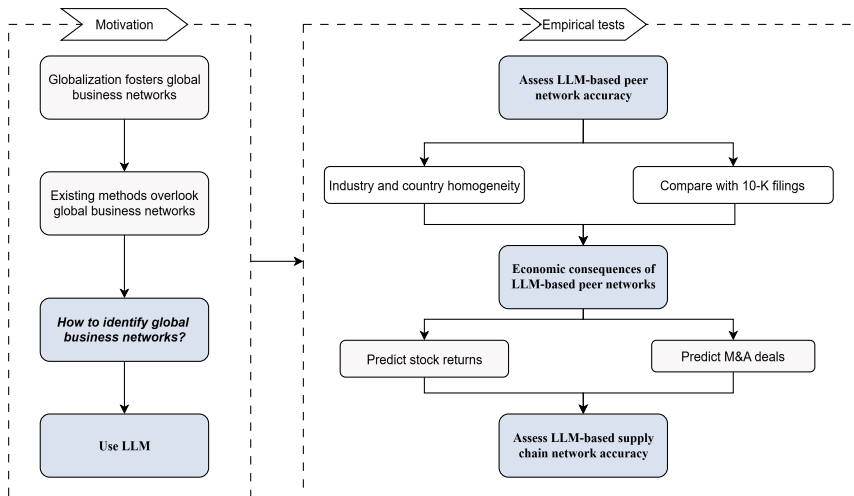 Motivation
Globalization fosters global
business networks
Existing methods overlook
global business networks
How to identify global
business networks?
Use LLM
Empirical tests
Assess LLM-based peer
network accuracy
Industry and country homogeneity
Compare with 10-K filings
Economic consequences of
LLM-based peer networks
Predict stock returns
Predict M&A deals
Assess LLM-based supply
chain network accuracy